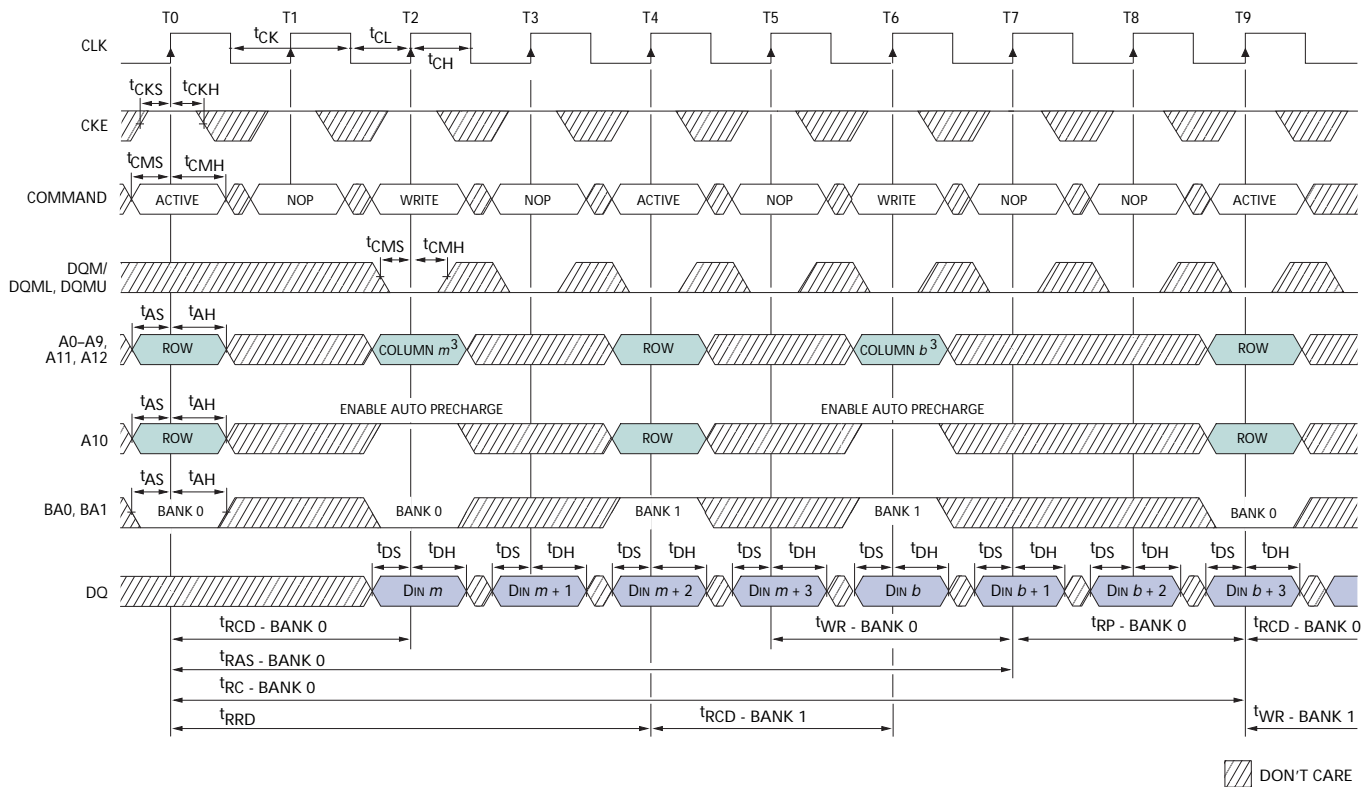 T0 T1 T2 T3 T4 T5 T6 T7 T8 T9
CLK
tCK tCL
tCH
tCKS tCKH
CKE
tCMS tCMH
COMMAND ACTIVE NOP WRITE NOP ACTIVE NOP WRITE NOP NOP ACTIVE
tCMS tCMH
DQM/
DQML, DQMU
tAS tAH
A0–A9,
A11, A12
ROW COLUMN m3 ROW COLUMN b3 ROW
tAS tAH
ENABLE AUTO PRECHARGE ENABLE AUTO PRECHARGE
A10 ROW ROW ROW
tAS tAH
BA0, BA1 BANK 0 BANK 0 BANK 1 BANK 1 BANK 0
tDS tDH tDS tDH tDS tDH tDS tDH tDS tDH tDS tDH tDS tDH tDS tDH
DQ DIN m DIN m + 1 DIN m + 2 DIN m + 3 DIN b DIN b + 1 DIN b + 2 DIN b + 3
tRCD - BANK 0 tWR - BANK 0 tRP - BANK 0 tRCD - BANK 0
tRAS - BANK 0
tRC - BANK 0
tRRD tRCD - BANK 1 tWR - BANK 1
DON'T CARE